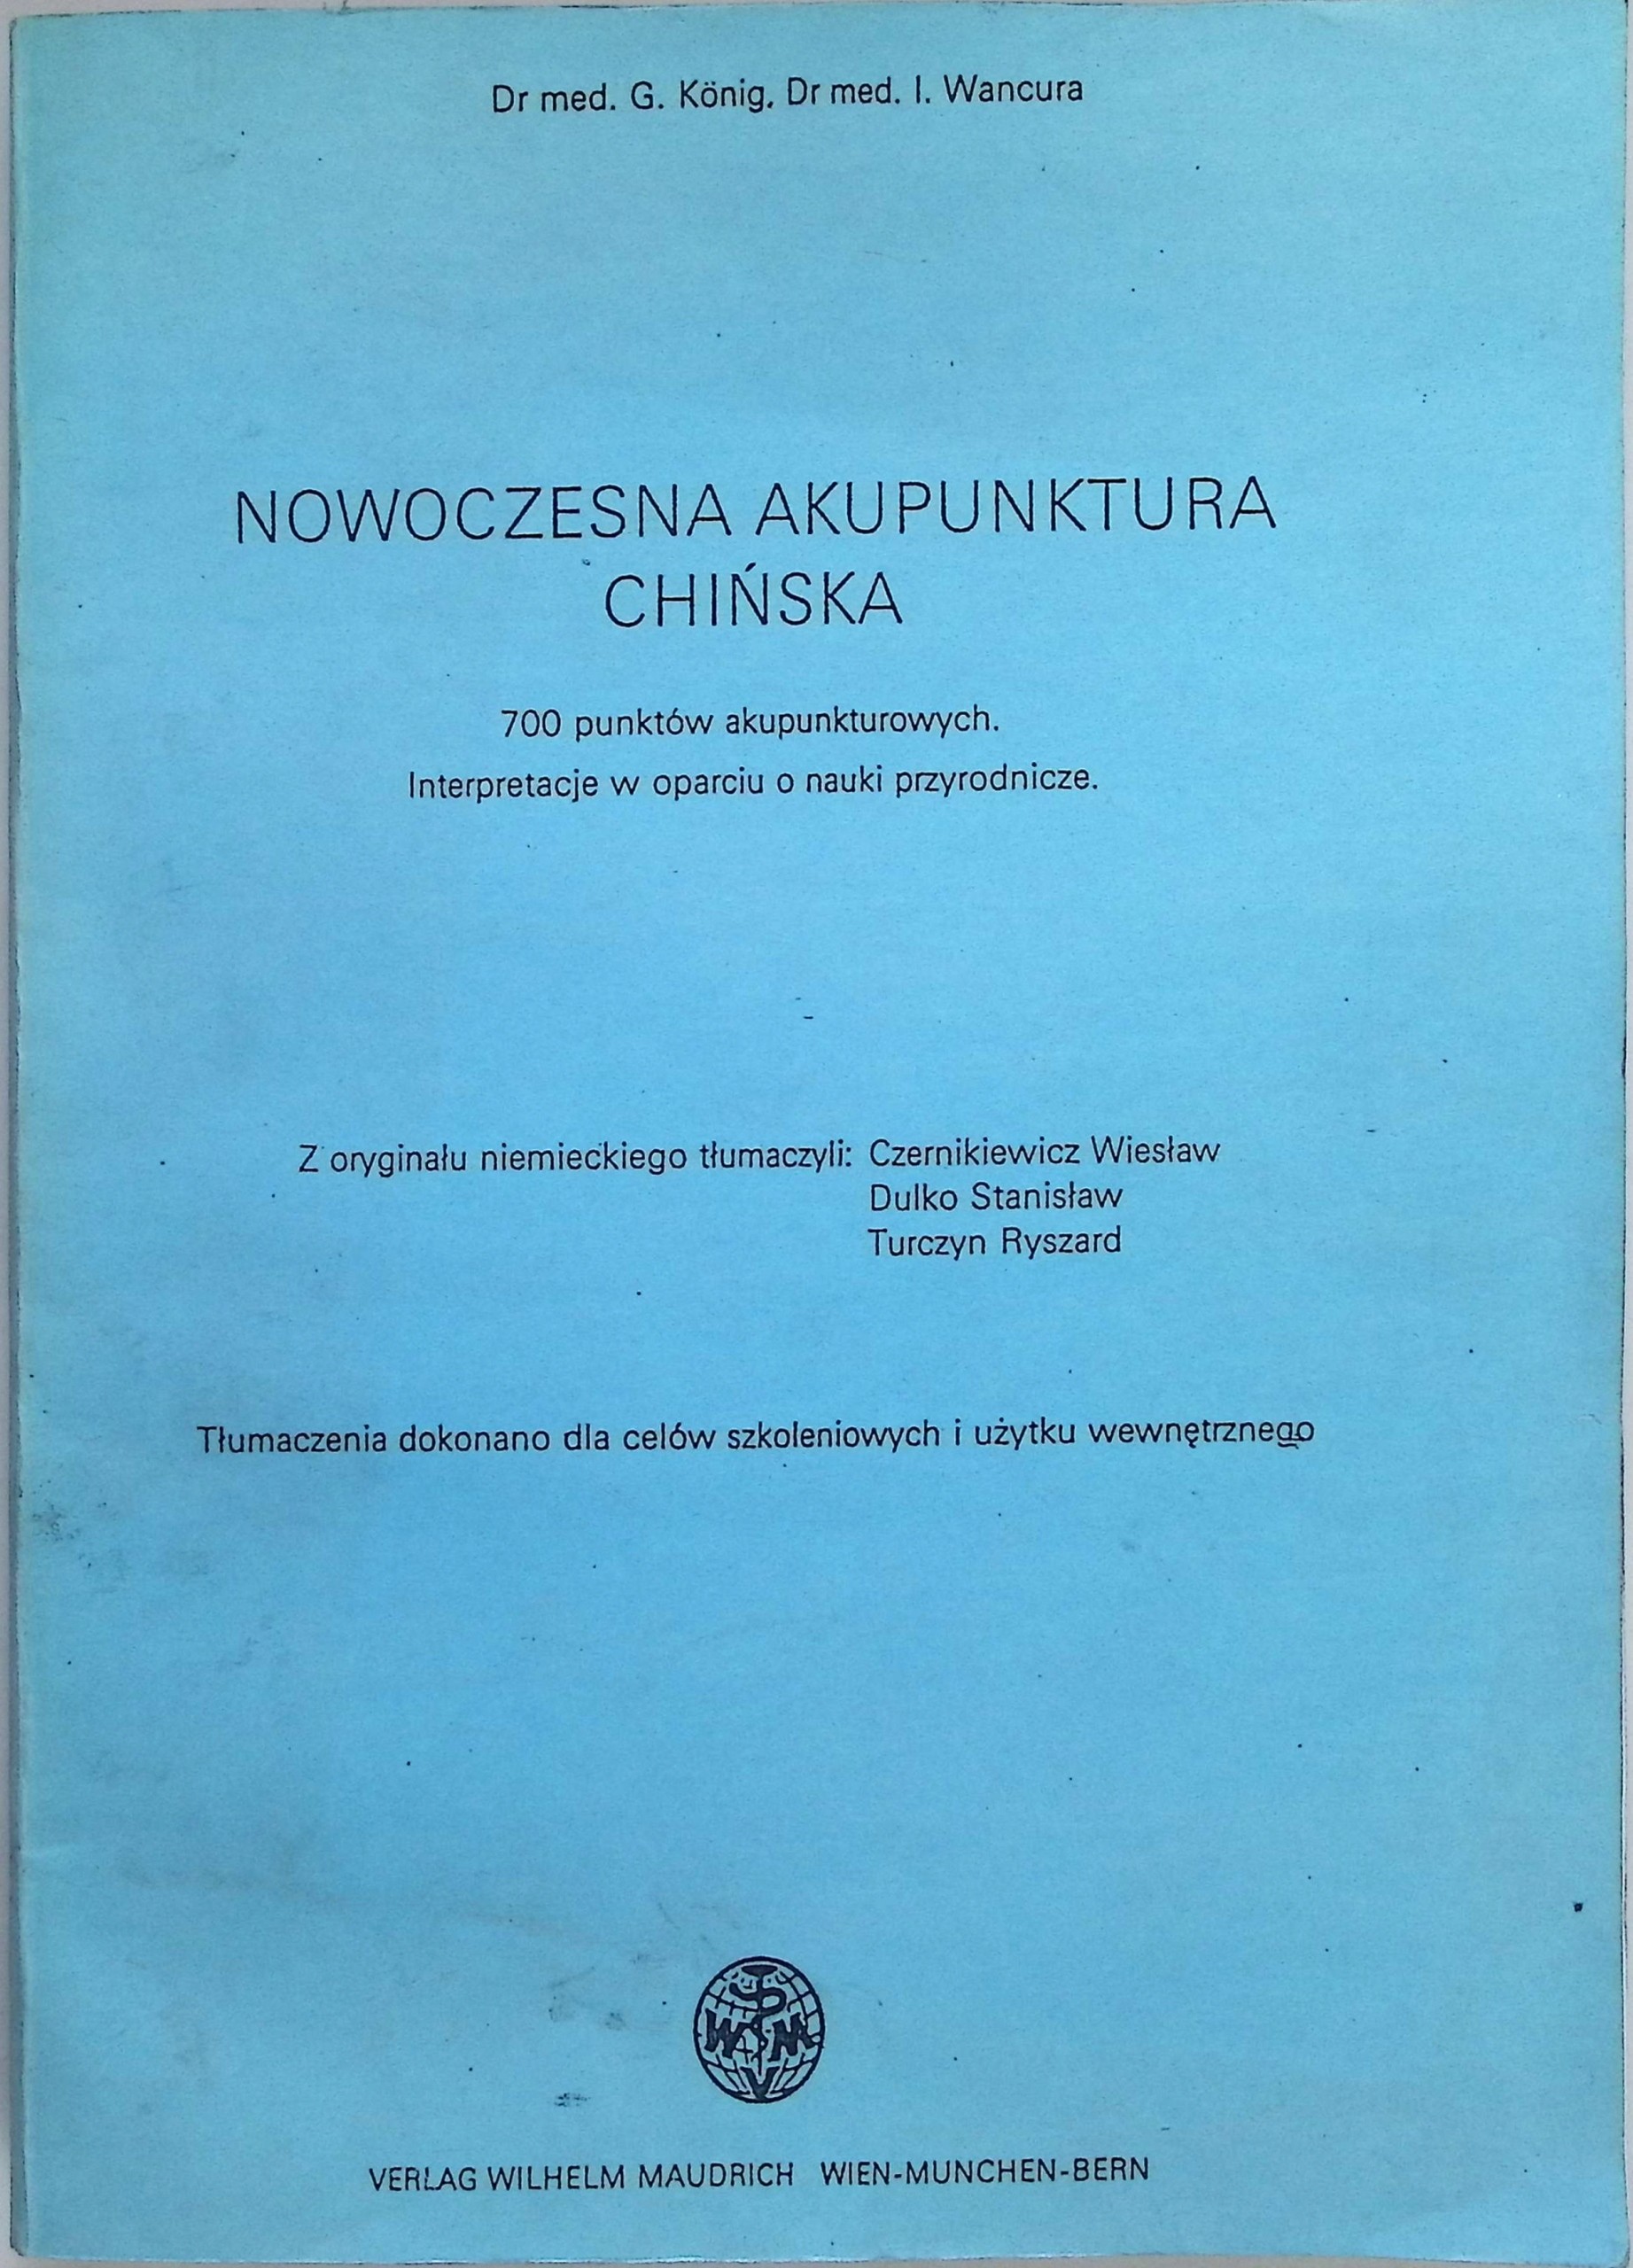 Dr med. G. König, Dr med. I. Wancura
NOWOCZESNA AKUPUNKTURA
CHIŃSKA
700 punktów akupunkturowych.
Interpretacje w oparciu o nauki przyrodnicze.
Z oryginału niemieckiego tłumaczyli: Czernikiewicz Wiesław
Dulko Stanisław
Turczyn Ryszard
Tłumaczenia dokonano dla celów szkoleniowych i użytku wewnętrznego
W M
V
VERLAG WILHELM MAUDRICH WIEN-MUNCHEN-BERN